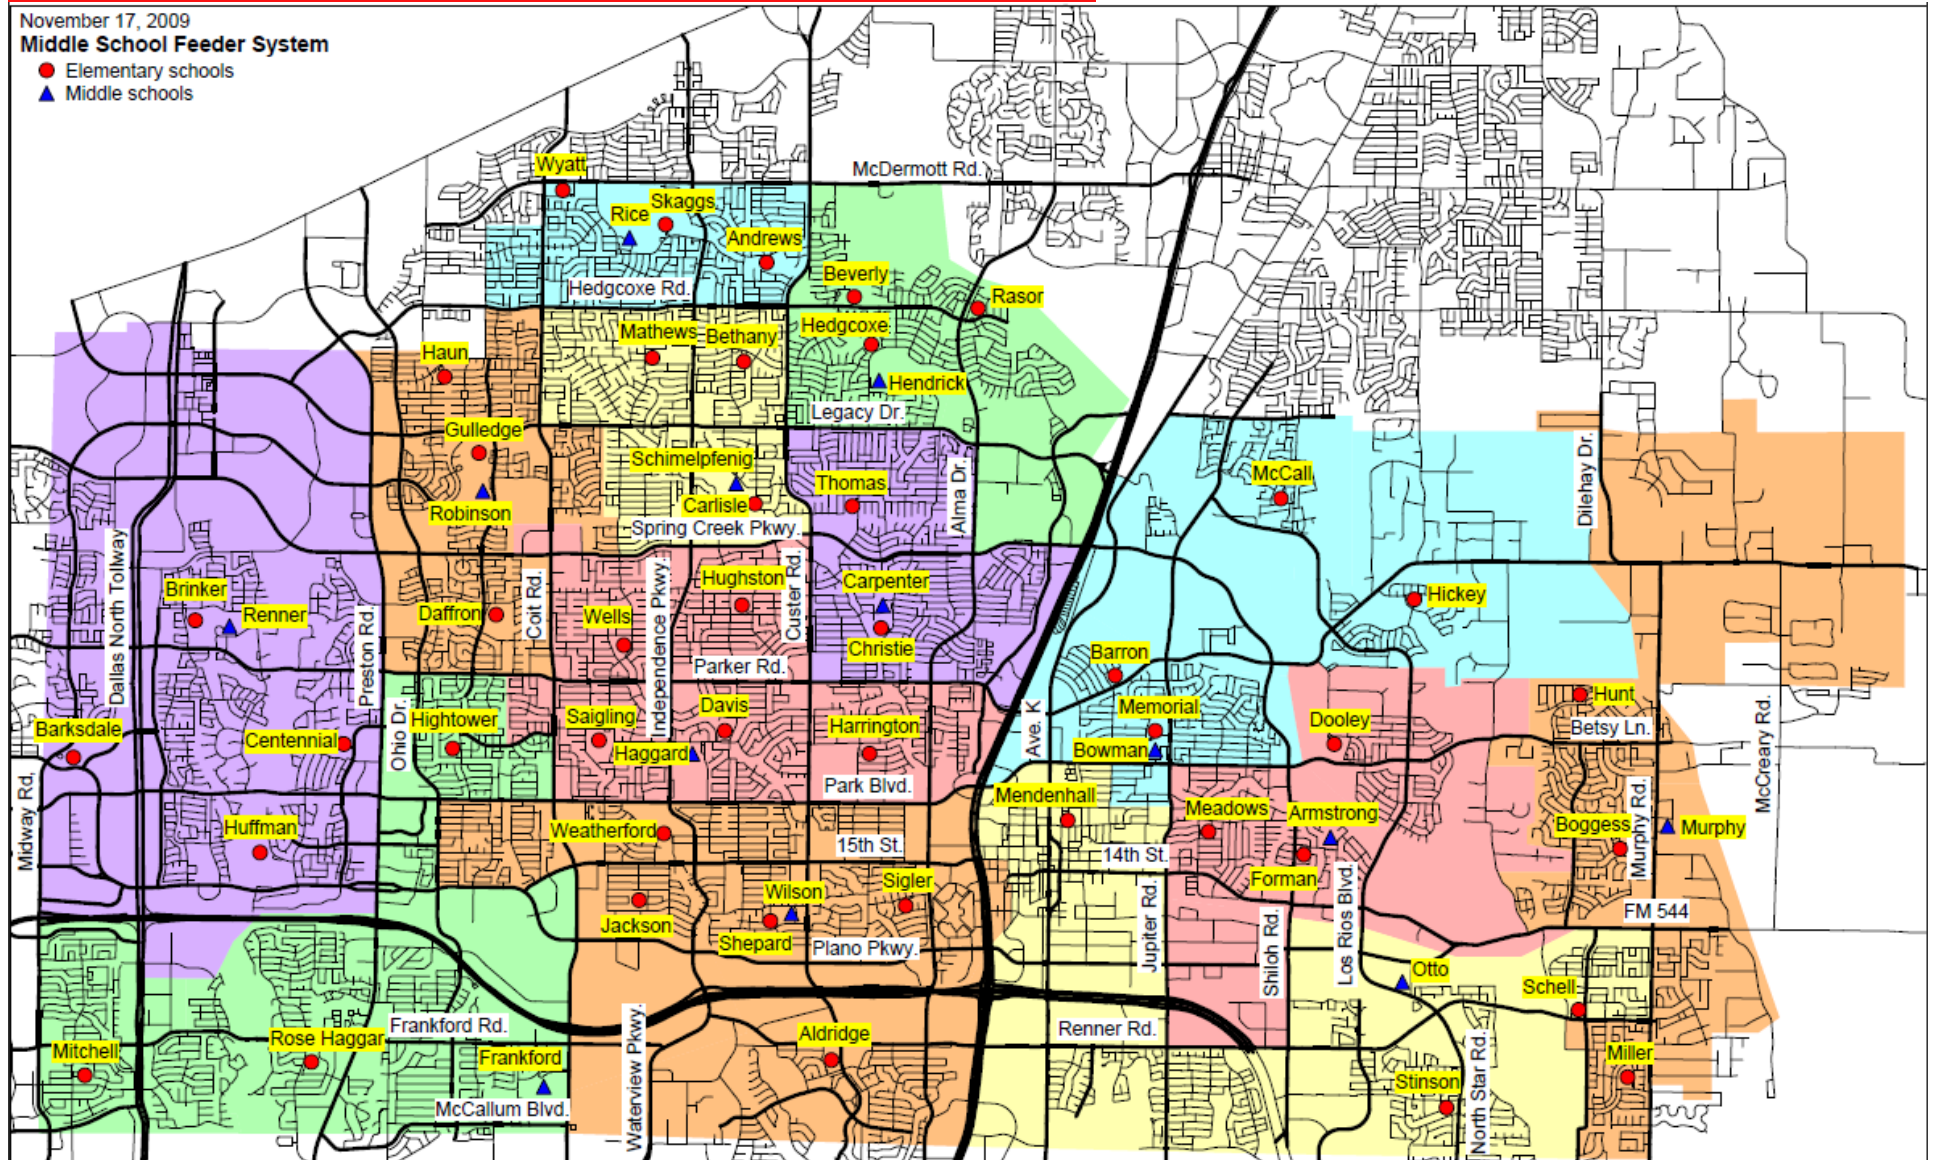 November 17, 2009
Middle School Feeder System
Elementary schools
Middle schools
Wyatt
McDermott Rd.
Skaggs
Rice
Andrews
Beverly
Hedgcoxe Rd.
Rasor
Mathews
Bethany
Hedgcoxe
Haun
Hendrick
Legacy Dr.
Gulledge
Schimelpfenig
Thomas
Alma Dr.
McCall
Dilehay Dr.
Robinson
Carlisle
Spring Creek Pkwy.
Dallas North Tollway
Brinker
Renner
Preston Rd.
Daffron
Coit Rd.
Wells
Independence Pkwy.
Hughston
Custer Rd.
Carpenter
Christie
Hickey
Parker Rd.
Barron
Barksdale
Centennial
Ohio Dr.
Hightower
Saigling
Davis
Haggard
Harrington
Ave. K
Memorial
Bowman
Dooley
Hunt
Betsy Ln.
McCreary Rd.
Midway Rd,
Park Blvd.
Mendenhall
Meadows
Armstrong
Murphy Rd.
Huffman
Weatherford
15th St.
14th St.
Boggess
Murphy
Forman
Jackson
Wilson
Sigler
Shepard
Plano Pkwy.
Jupiter Rd.
Shiloh Rd.
Los Rios Blvd.
FM 544
Otto
Schell
Mitchell
Rose Haggar
Frankford Rd.
Frankford
McCallum Blvd.
Waterview Pkwy.
Aldridge
Renner Rd.
Stinson
North Star Rd.
Miller